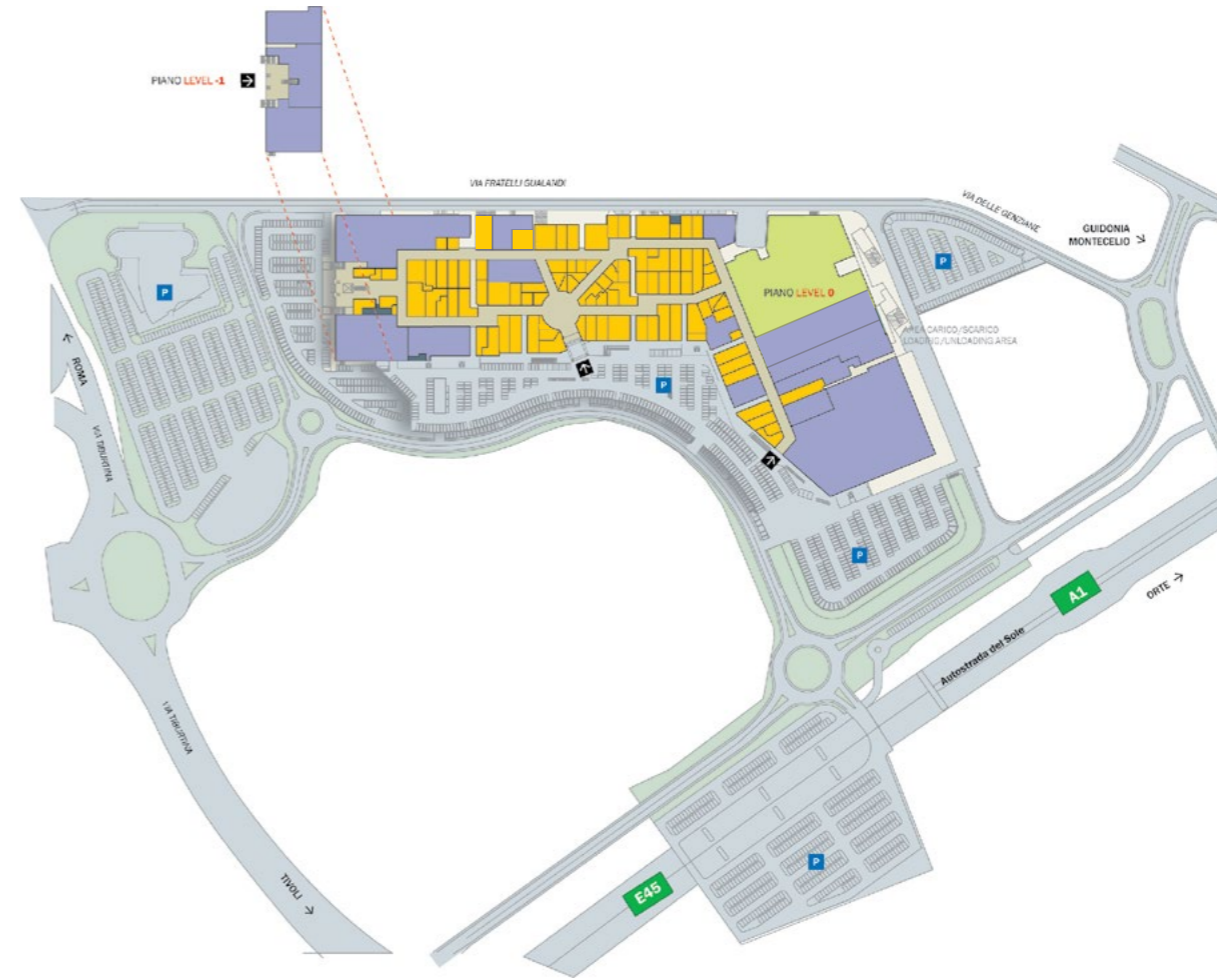 PIANO LEVEL -1
VIA FRATELLI GUALANDI
VIA DELLE GENZIANE
GUIDONIA
MONTECELIO
P
P
PIANO LEVEL 0
AREA CARICO/SCARICO
LOADING/UNLOADING AREA
ROMA
P
VIA TIBURTINA
P
A1
ORTE
Autostrada del Sole
VIA TIBURTINA
P
E45
TIVOLI